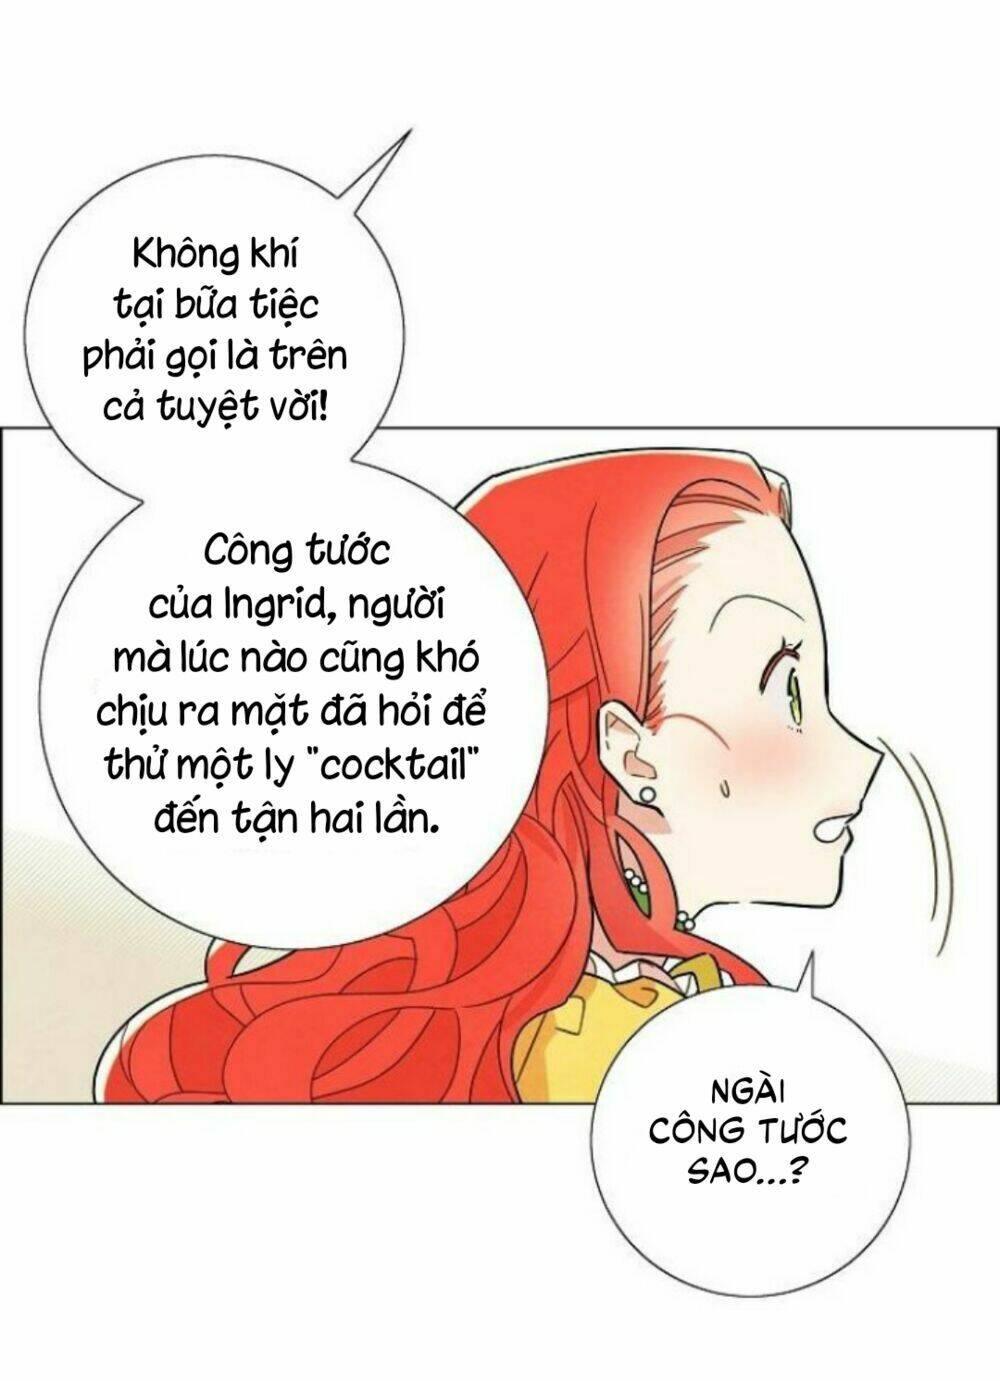 Không khí
tại bữa tiệc
phải gọi là trên
cả tuyệt vời!
Công tước
của Ingrid, người
mà lúc nào cũng khó
chịu ra mặt đã hỏi để
thử một ly "cocktail"
đến tận hai lần.
NGÀI
CÔNG TƯỚC
SAO...?